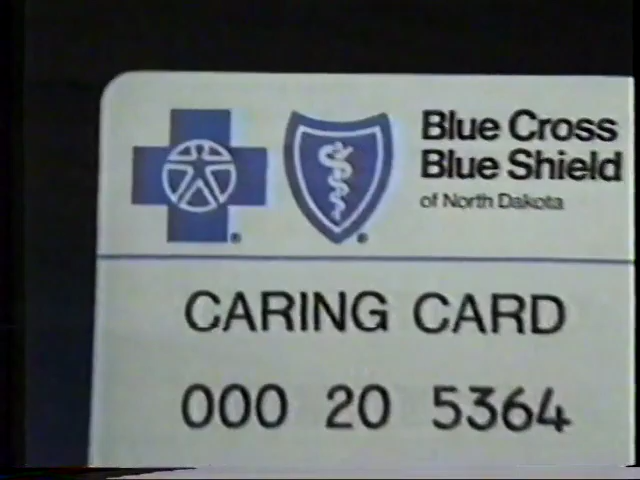 Blue Cross
Blue Shield
of North Dakota
CARING CARD
000 20 5364